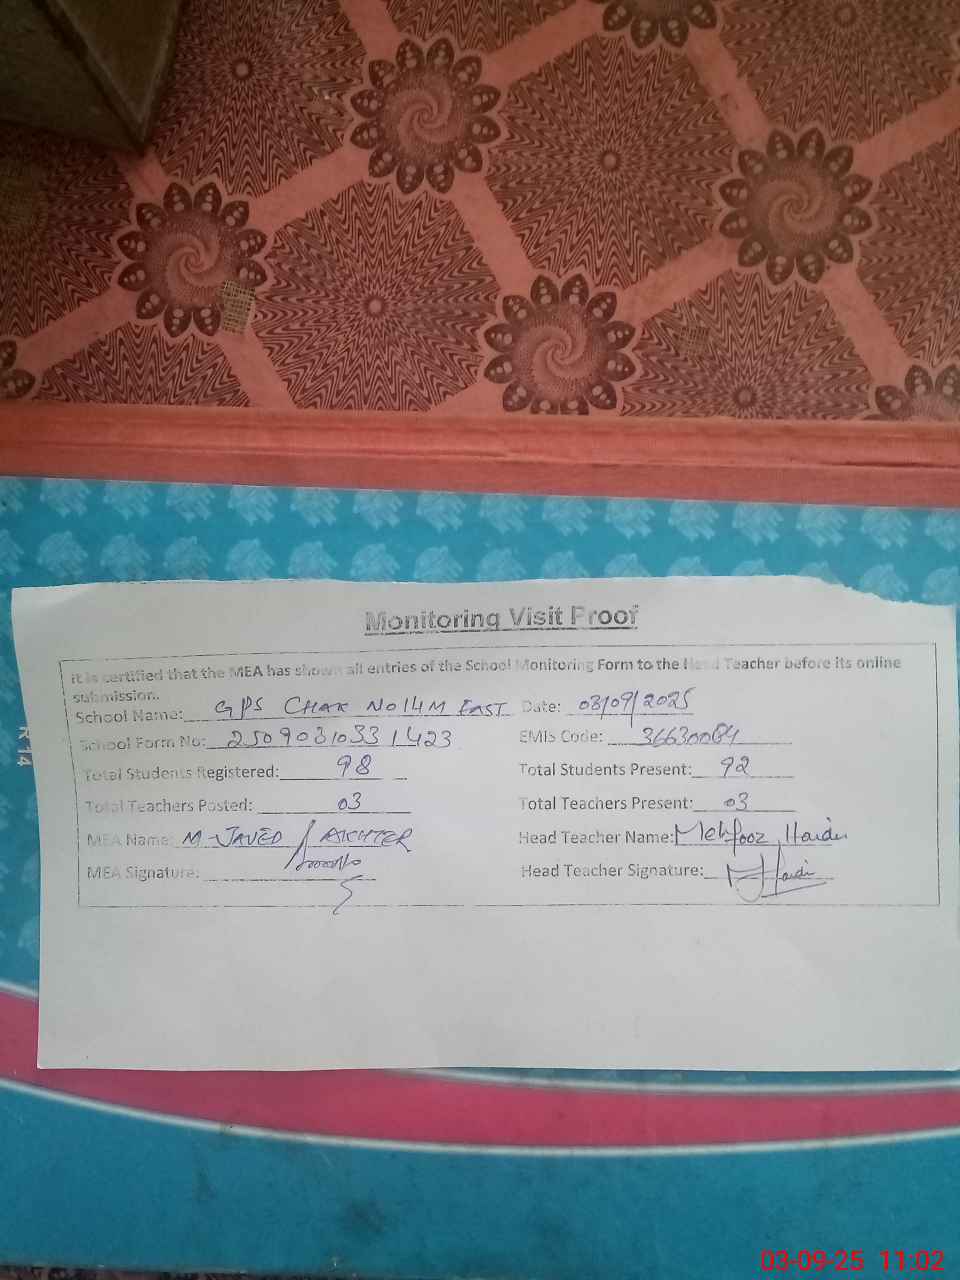 Monitoring Visit Proof
it is certified that the MEA has shown all entries of the School Monitoring Form to the Head Teacher before its online
submission.
School Name: GPS CHAK NO 14 M EAST Date: 03/09/2025
School Form No: 2509031033 1423 EMIS Code: 36630084
Total Students Registered: 98 Total Students Present: 92
Total Teachers Posted: 03 Total Teachers Present: 03
MEA Name: M-JAVED AKHTER Head Teacher Name: Mehfooz Haider
MEA Signature: Head Teacher Signature:
R 14
03-09-25 11:02